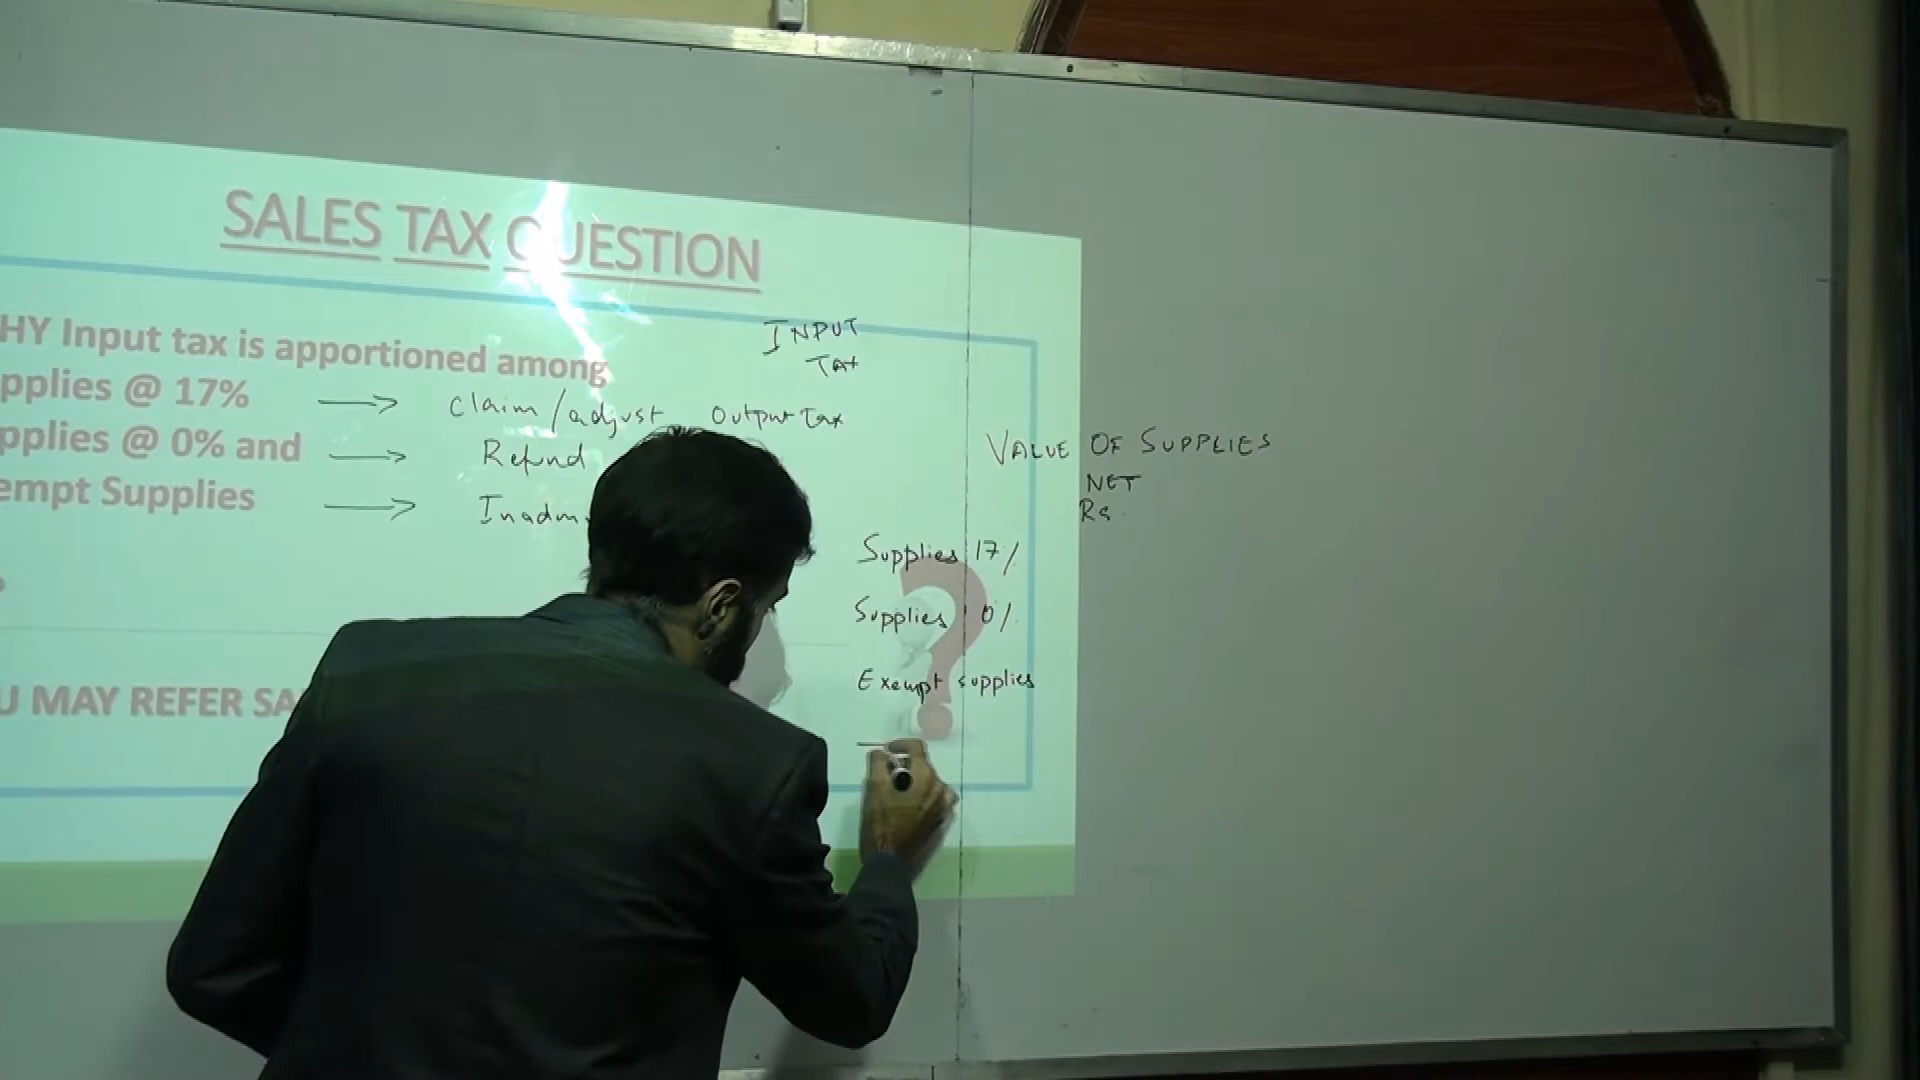 SALES TAX QUESTION
HY Input tax is apportioned among
pplies @ 17%
pplies @ 0% and
empt Supplies
U MAY REFER SA
INPUT
TAX
Claim/adjust Output Tax
Refund
Inadm
VALUE OF SUPPLIES
NET
Rs.
Supplies 17%
Supplies 0%
Exempt supplies
?